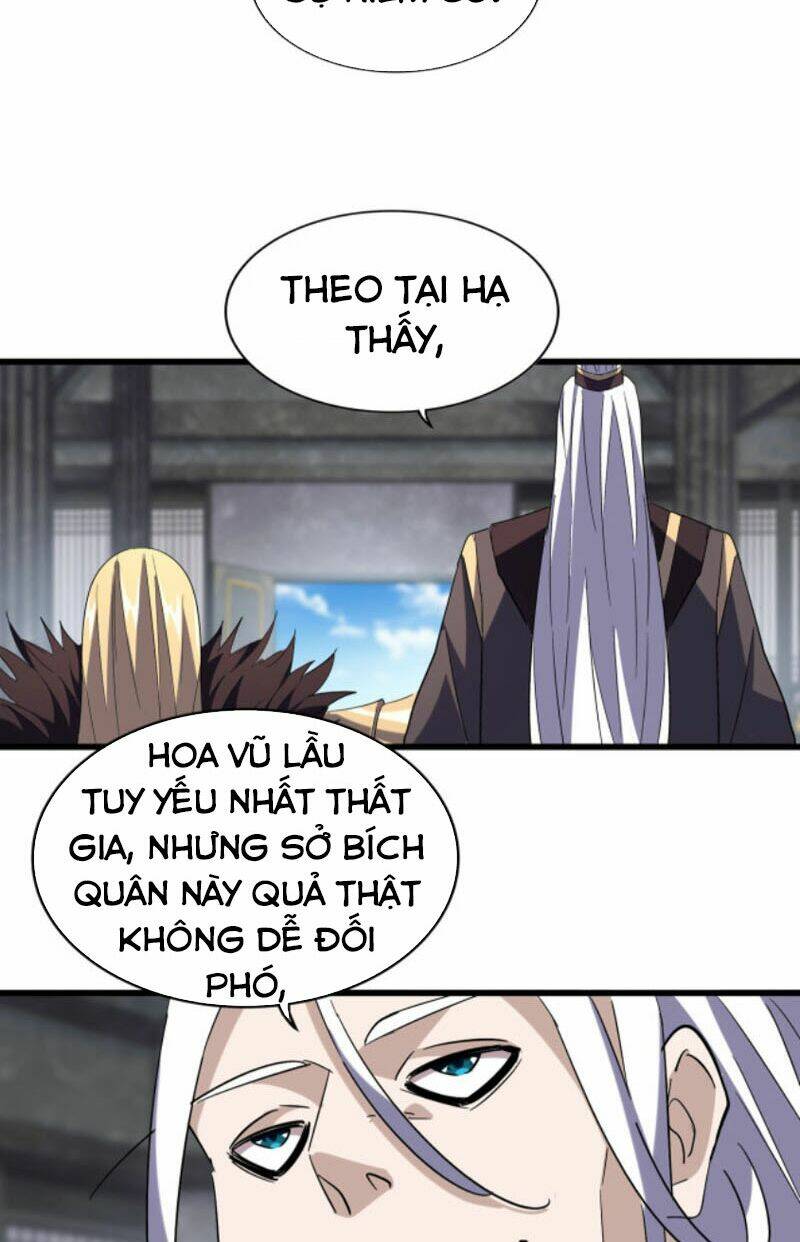 THEO TẠI HẠ
THẤY,
HOA VŨ LẦU
TUY YẾU NHẤT THẤT
GIA, NHƯNG SỞ BÍCH
QUÂN NÀY QUẢ THẬT
KHÔNG DỄ ĐỐI
PHÓ,